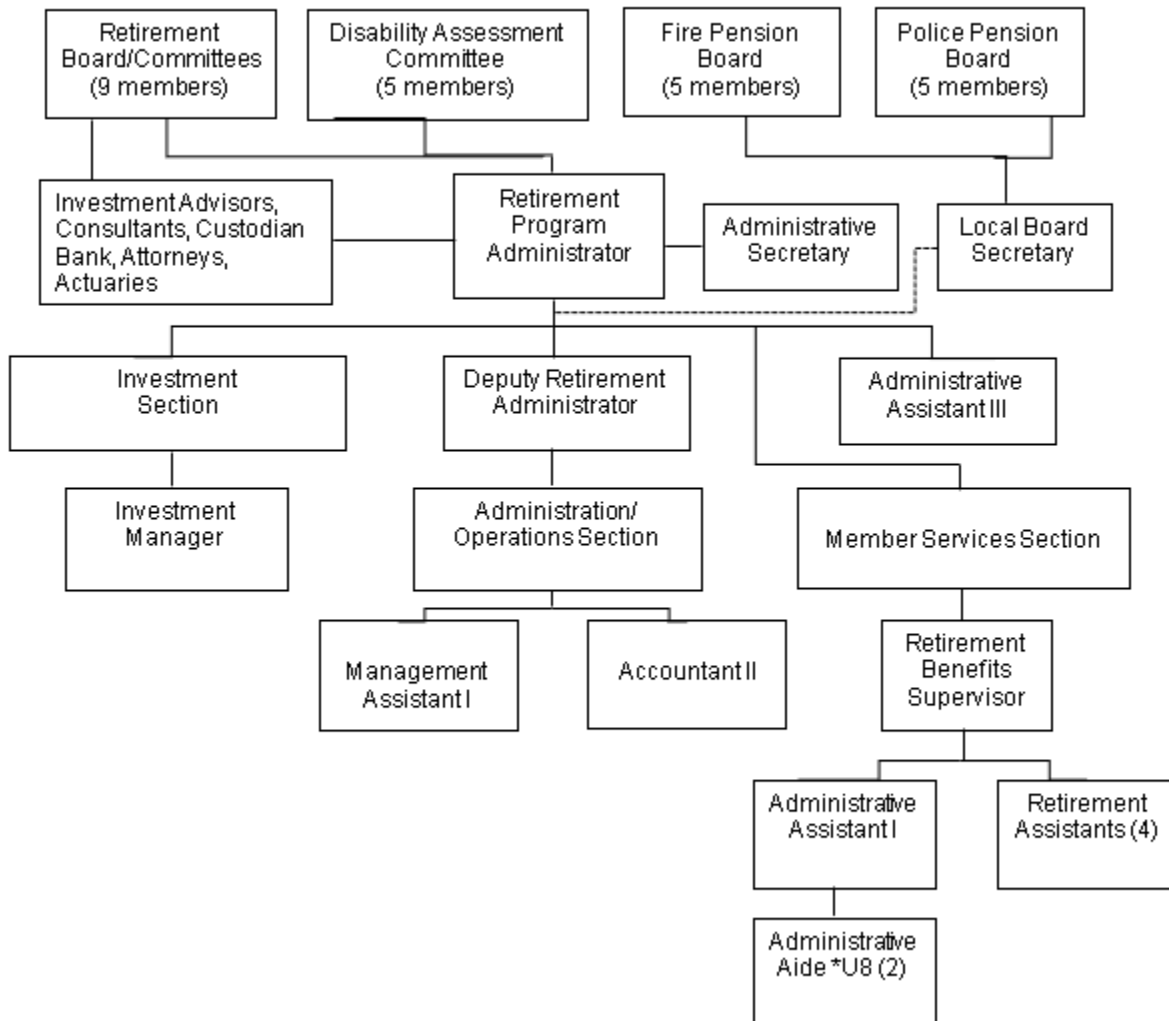 Retirement
Board/Committees
(9 members)
Disability Assessment
Committee
(5 members)
Fire Pension
Board
(5 members)
Police Pension
Board
(5 members)
Investment Advisors,
Consultants, Custodian
Bank, Attorneys,
Actuaries
Retirement
Program
Administrator
Administrative
Secretary
Local Board
Secretary
Investment
Section
Deputy Retirement
Administrator
Administrative
Assistant III
Investment
Manager
Administration/
Operations Section
Member Services Section
Management
Assistant I
Accountant II
Retirement
Benefits
Supervisor
Administrative
Assistant I
Retirement
Assistants (4)
Administrative
Aide *U8 (2)